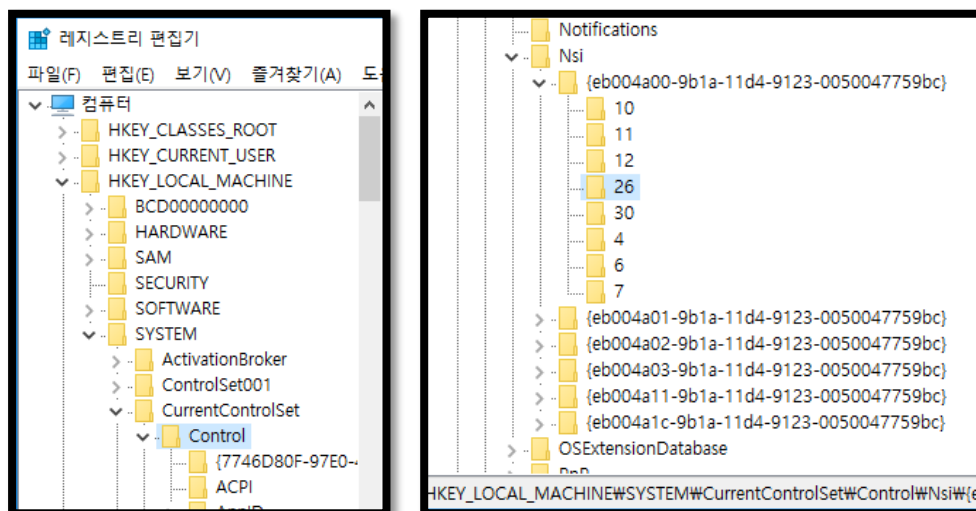 레지스트리 편집기
파일(F) 편집(E) 보기(V) 즐겨찾기(A)
컴퓨터
HKEY_CLASSES_ROOT
HKEY_CURRENT_USER
HKEY_LOCAL_MACHINE
BCD00000000
HARDWARE
SAM
SECURITY
SOFTWARE
SYSTEM
ActivationBroker
ControlSet001
CurrentControlSet
Control
{7746D80F-97E0-
ACPI
Notifications
Nsi
{eb004a00-9b1a-11d4-9123-0050047759bc}
10
11
12
26
30
4
6
7
{eb004a01-9b1a-11d4-9123-0050047759bc}
{eb004a02-9b1a-11d4-9123-0050047759bc}
{eb004a03-9b1a-11d4-9123-0050047759bc}
{eb004a11-9b1a-11d4-9123-0050047759bc}
{eb004a1c-9b1a-11d4-9123-0050047759bc}
OSExtensionDatabase
HKEY_LOCAL_MACHINE₩SYSTEM₩CurrentControlSet₩Control₩Nsi₩{e